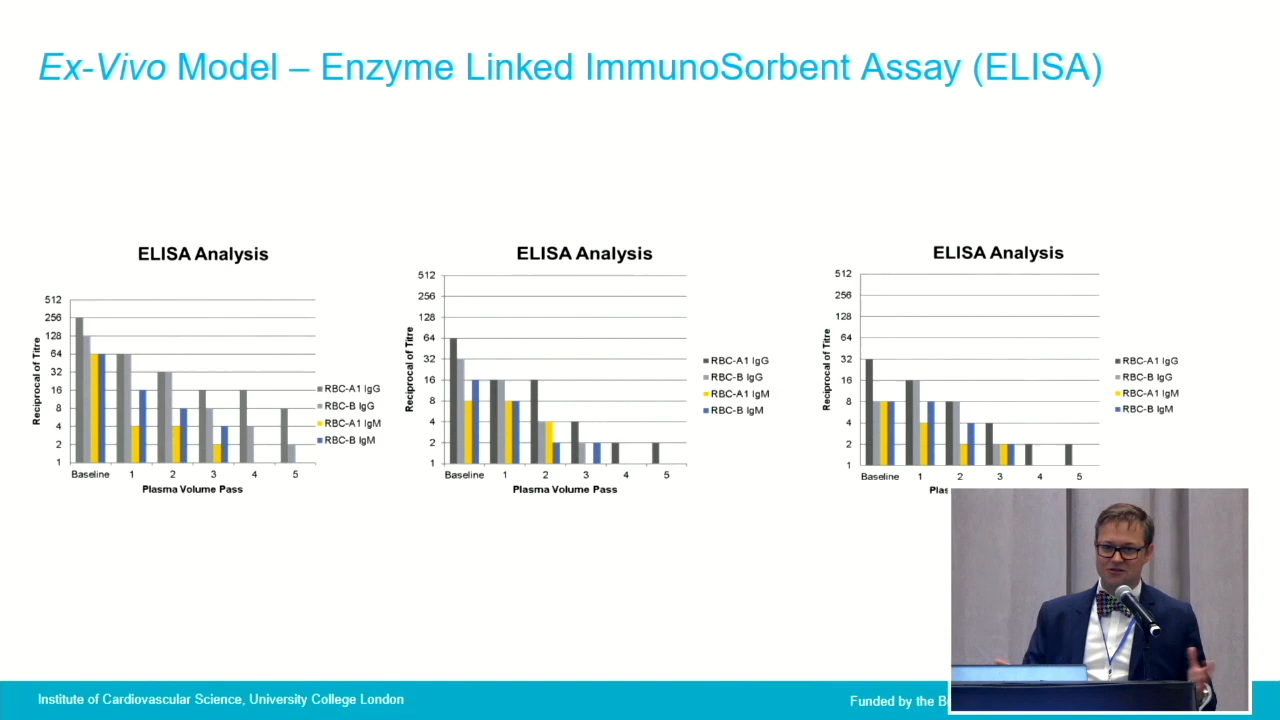 Ex-Vivo Model – Enzyme Linked ImmunoSorbent Assay (ELISA)
ELISA Analysis
Reciprocal of Titre
512
256
128
64
32
16
8
4
2
1
Baseline 1 2 3 4 5
Plasma Volume Pass
RBC-A1 IgG
RBC-B IgG
RBC-A1 IgM
RBC-B IgM
ELISA Analysis
Reciprocal of Titre
512
256
128
64
32
16
8
4
2
1
Baseline 1 2 3 4 5
Plasma Volume Pass
RBC-A1 IgG
RBC-B IgG
RBC-A1 IgM
RBC-B IgM
ELISA Analysis
Reciprocal of Titre
512
256
128
64
32
16
8
4
2
1
Baseline 1 2 3 4 5
RBC-A1 IgG
RBC-B IgG
RBC-A1 IgM
RBC-B IgM
Institute of Cardiovascular Science, University College London
Funded by the